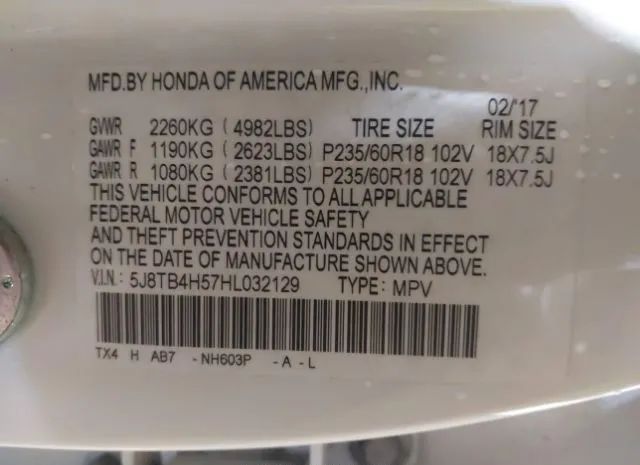 MFD.BY HONDA OF AMERICA MFG.,INC.
02/'17
GVWR 2260KG ( 4982LBS) TIRE SIZE RIM SIZE
GAWR F 1190KG ( 2623LBS) P235/60R18 102V 18X7.5J
GAWR R 1080KG ( 2381LBS) P235/60R18 102V 18X7.5J
THIS VEHICLE CONFORMS TO ALL APPLICABLE
FEDERAL MOTOR VEHICLE SAFETY
AND THEFT PREVENTION STANDARDS IN EFFECT
ON THE DATE OF MANUFACTURE SHOWN ABOVE.
V.I.N.: 5J8TB4H57HL032129 TYPE: MPV
TX4 H AB7 -NH603P -A-L